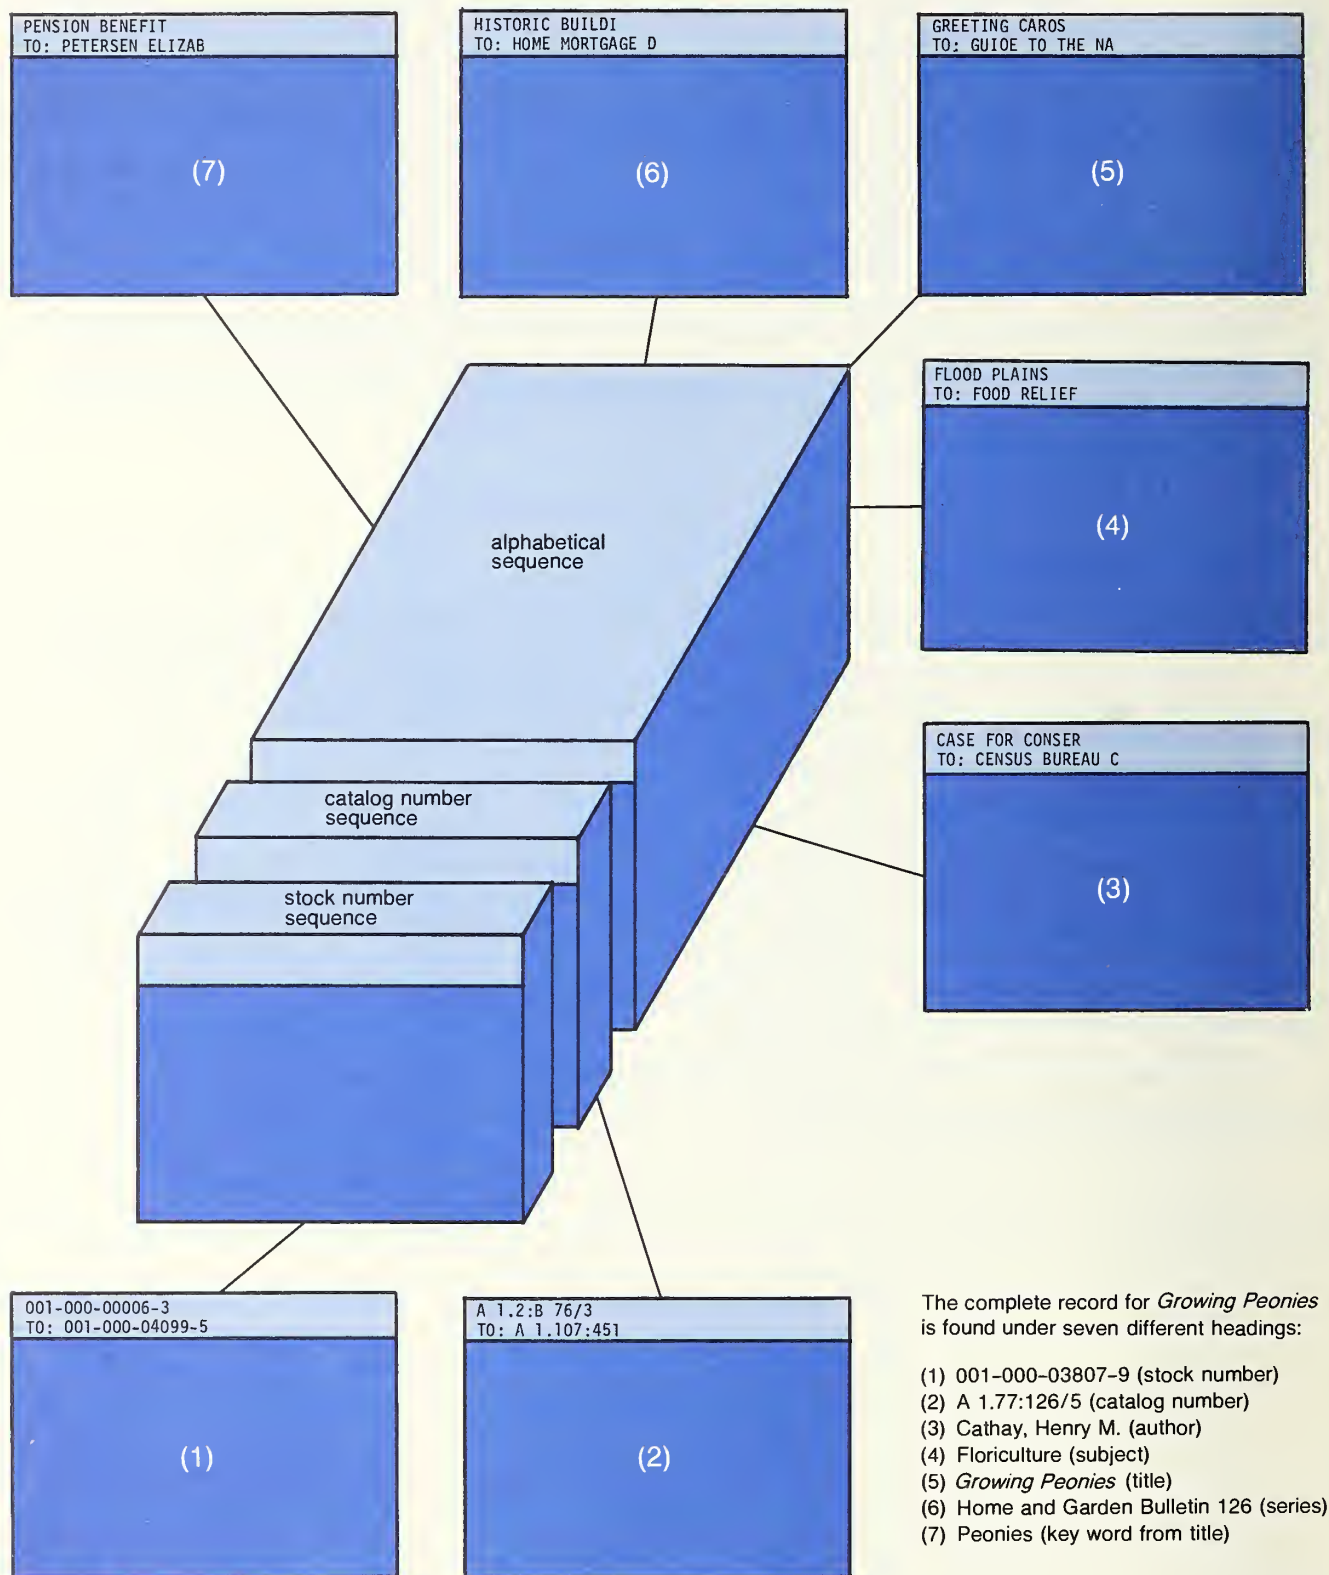 PENSION BENEFIT
TO: PETERSEN ELIZAB
(7)
HISTORIC BUILDI
TO: HOME MORTGAGE D
(6)
GREETING CAROS
TO: GUIOE TO THE NA
(5)
FLOOD PLAINS
TO: FOOD RELIEF
(4)
alphabetical
sequence
CASE FOR CONSER
TO: CENSUS BUREAU C
(3)
catalog number
sequence
stock number
sequence
001-000-00006-3
TO: 001-000-04099-5
(1)
A 1.2:B 76/3
TO: A 1.107:451
(2)
The complete record for Growing Peonies
is found under seven different headings:
(1) 001-000-03807-9 (stock number)
(2) A 1.77:126/5 (catalog number)
(3) Cathay, Henry M. (author)
(4) Floriculture (subject)
(5) Growing Peonies (title)
(6) Home and Garden Bulletin 126 (series)
(7) Peonies (key word from title)